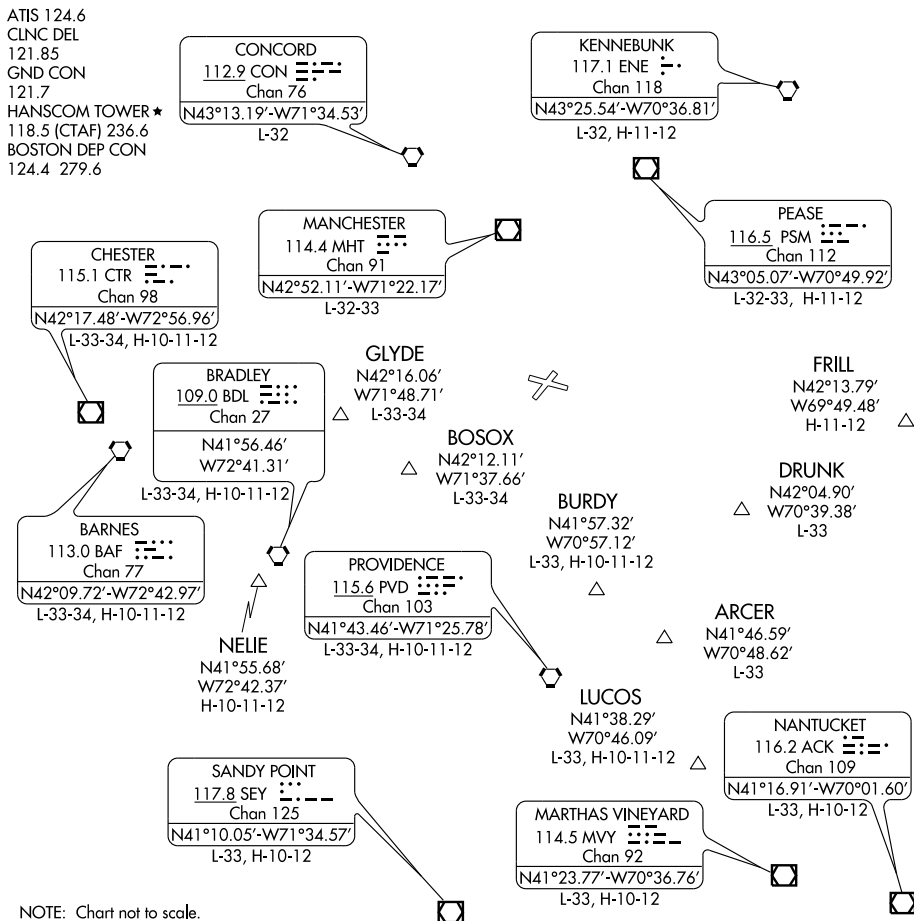 ATIS 124.6
CLNC DEL
121.85
GND CON
121.7
HANSCOM TOWER★
118.5 (CTAF) 236.6
BOSTON DEP CON
124.4 279.6
CONCORD
112.9 CON
Chan 76
N43°13.19′-W71°34.53′
L-32
KENNEBUNK
117.1 ENE
Chan 118
N43°25.54′-W70°36.81′
L-32, H-11-12
MANCHESTER
114.4 MHT
Chan 91
N42°52.11′-W71°22.17′
L-32-33
PEASE
116.5 PSM
Chan 112
N43°05.07′-W70°49.92′
L-32-33, H-11-12
CHESTER
115.1 CTR
Chan 98
N42°17.48′-W72°56.96′
L-33-34, H-10-11-12
BRADLEY
109.0 BDL
Chan 27
N41°56.46′
W72°41.31′
L-33-34, H-10-11-12
GLYDE
N42°16.06′
W71°48.71′
L-33-34
FRILL
N42°13.79′
W69°49.48′
H-11-12
BOSOX
N42°12.11′
W71°37.66′
L-33-34
DRUNK
N42°04.90′
W70°39.38′
L-33
BURDY
N41°57.32′
W70°57.12′
L-33, H-10-11-12
BARNES
113.0 BAF
Chan 77
N42°09.72′-W72°42.97′
L-33-34, H-10-11-12
PROVIDENCE
115.6 PVD
Chan 103
N41°43.46′-W71°25.78′
L-33-34, H-10-11-12
ARCER
N41°46.59′
W70°48.62′
L-33
NELIE
N41°55.68′
W72°42.37′
H-10-11-12
LUCOS
N41°38.29′
W70°46.09′
L-33, H-10-11-12
NANTUCKET
116.2 ACK
Chan 109
N41°16.91′-W70°01.60′
L-33, H-10-12
SANDY POINT
117.8 SEY
Chan 125
N41°10.05′-W71°34.57′
L-33, H-10-12
MARTHAS VINEYARD
114.5 MVY
Chan 92
N41°23.77′-W70°36.76′
L-33, H-10-12
NOTE: Chart not to scale.